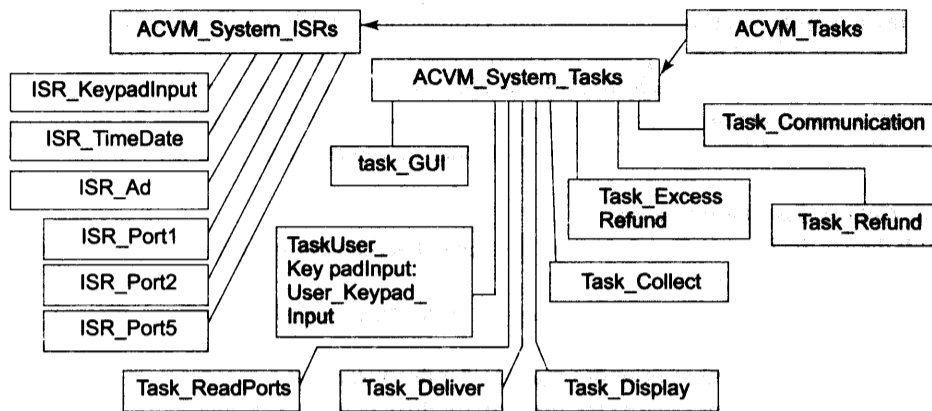 ACVM_System_ISRs
ACVM_Tasks
ACVM_System_Tasks
ISR_KeypadInput
ISR_TimeDate
ISR_Ad
ISR_Port1
ISR_Port2
ISR_Port5
task_GUI
Task_Communication
Task_Excess
Refund
Task_Refund
TaskUser_
Key padInput:
User_Keypad_
Input
Task_Collect
Task_ReadPorts
Task_Deliver
Task_Display